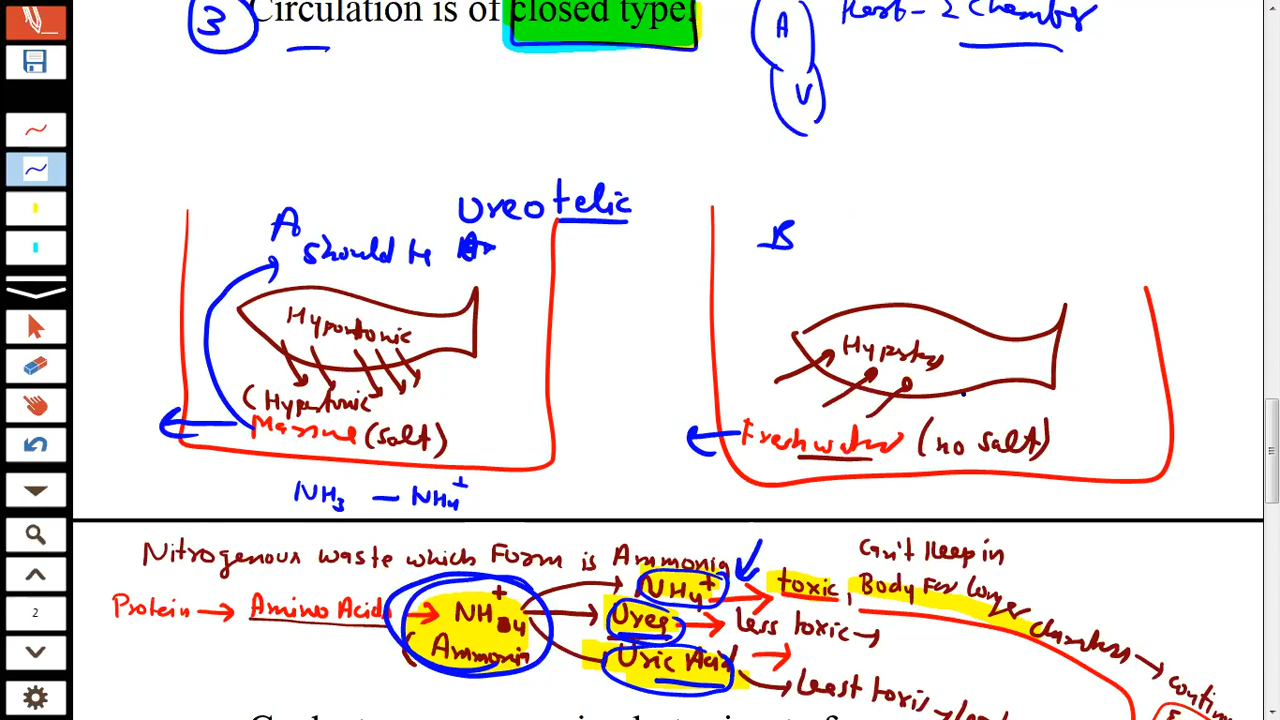 3 Circulation is of closed type.
Heart - 2 Chamber
A
V
Ureotelic
A
should be
Hypotonic
(Hypertonic
Marine (salt)
NH3 — NH4+
B
Freshwater (no salt)
Nitrogenous waste which Form is Ammonia
Protein → Amino Acids → NH4+
(Ammonia
NH4+ → toxic, Can't keep in
Body for longer
Urea → less toxic →
Uric Acid → Least toxic
2